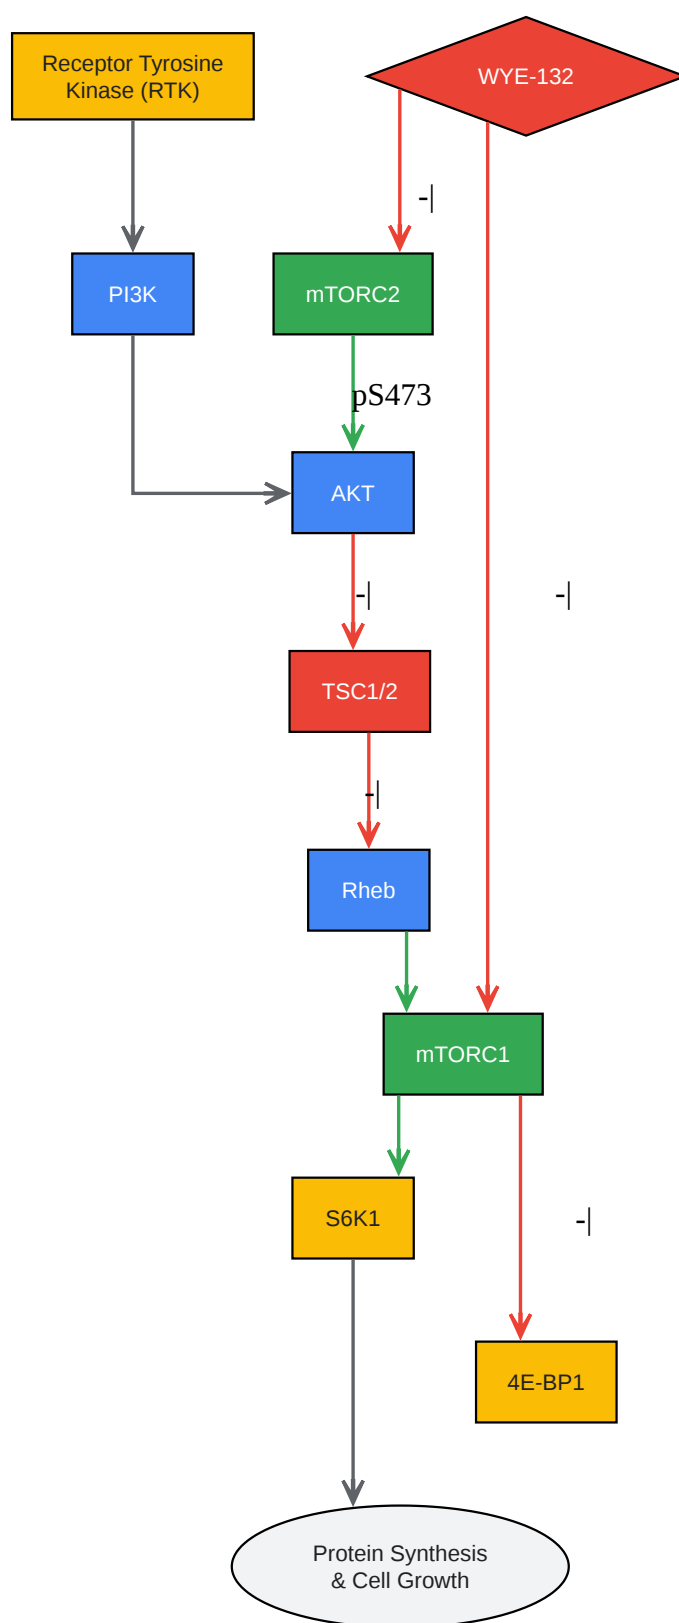 Receptor Tyrosine
Kinase (RTK)
WYE-132
-|
PI3K
mTORC2
pS473
AKT
-|
-|
TSC1/2
-|
Rheb
mTORC1
S6K1
-|
4E-BP1
Protein Synthesis
& Cell Growth